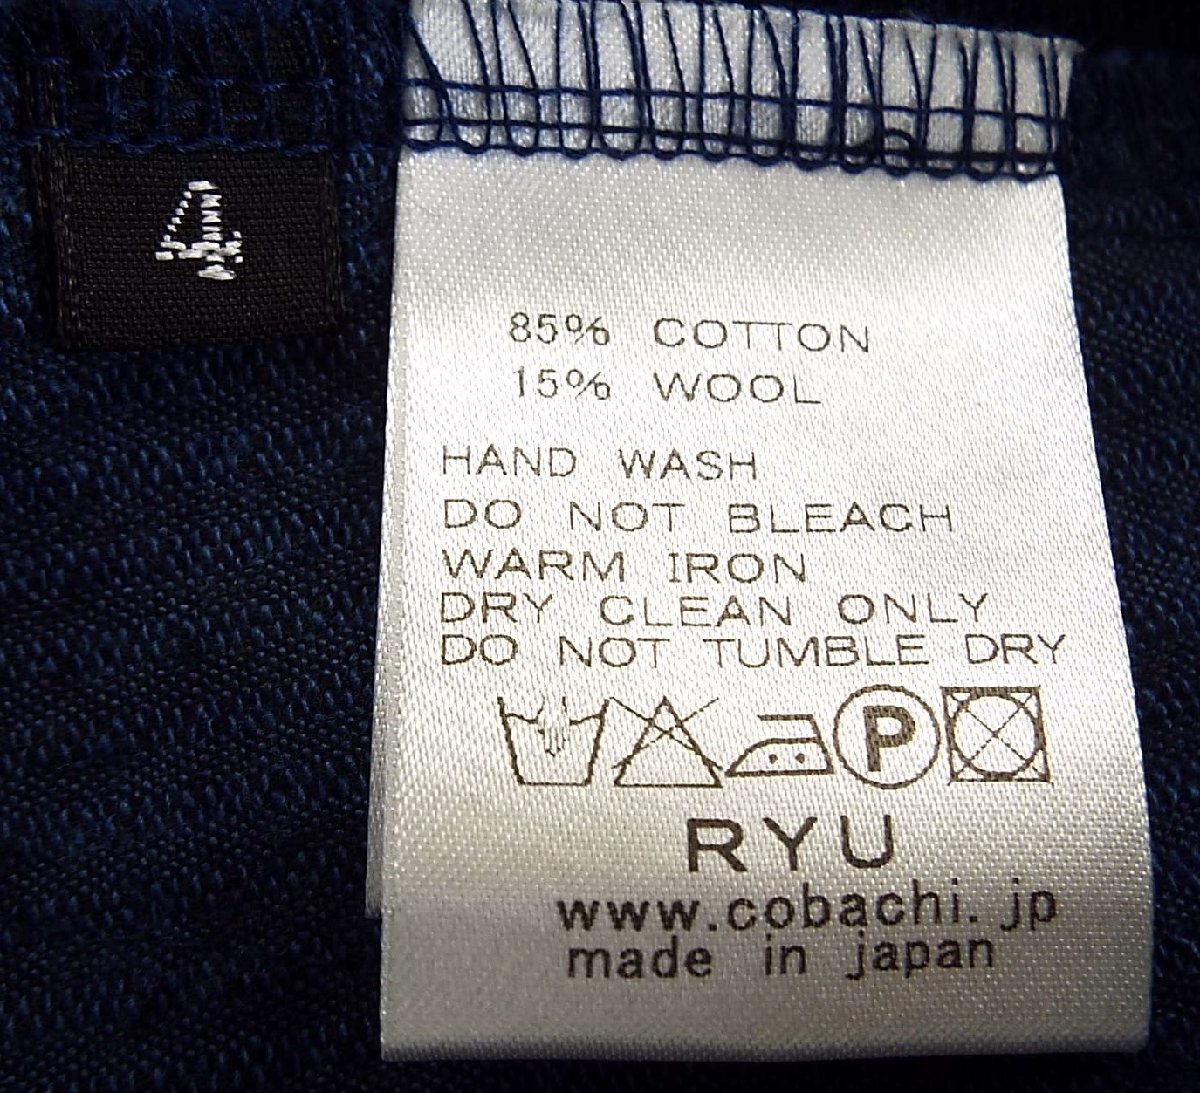 4
85% COTTON
15% WOOL
HAND WASH
DO NOT BLEACH
WARM IRON
DRY CLEAN ONLY
DO NOT TUMBLE DRY
P
RYU
www.cobachi.jp
made in japan